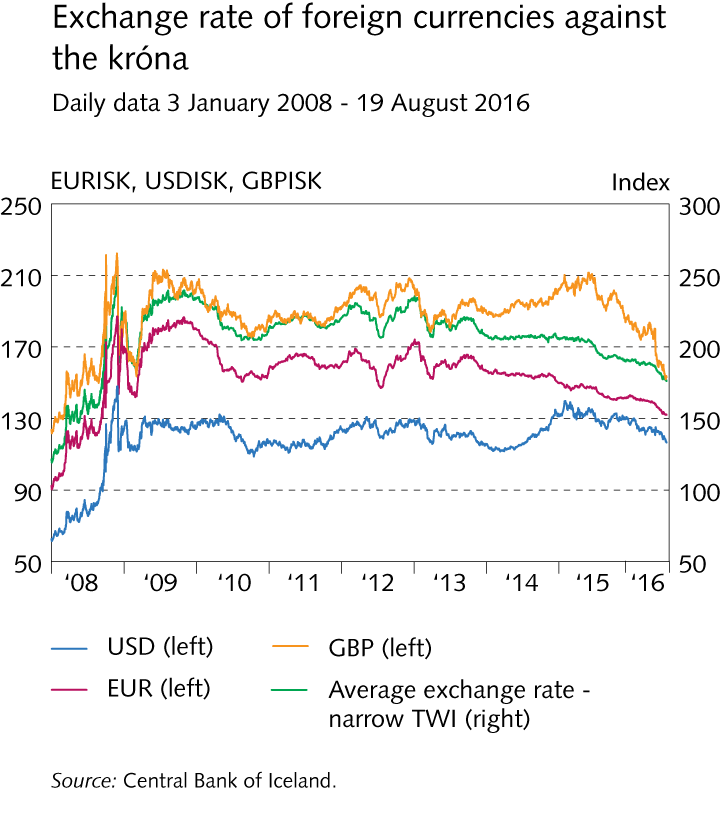 Exchange rate of foreign currencies against
the króna
Daily data 3 January 2008 - 19 August 2016
EURISK, USDISK, GBPISK
Index
250
300
210
250
170
200
130
150
90
100
50
50
‘08 ‘09 ‘10 ‘11 ‘12 ‘13 ‘14 ‘15 ‘16
USD (left)
GBP (left)
EUR (left)
Average exchange rate -
narrow TWI (right)
Source: Central Bank of Iceland.